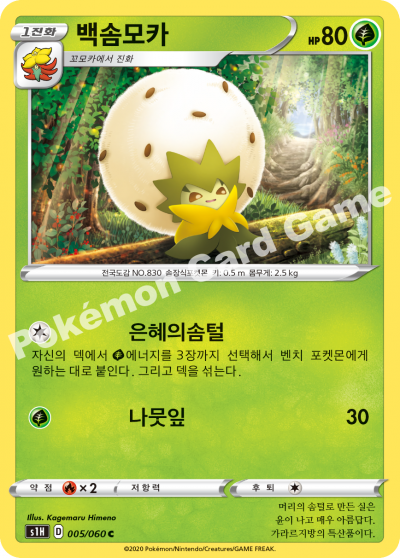 1진화
백솜모카
HP 80
꼬모카에서 진화
Pokémon Card Game
전국도감 NO.830 솜장식포켓몬 키: 0.5 m 몸무게: 2.5 kg
은혜의솜털
자신의 덱에서 에너지를 3장까지 선택해서 벤치 포켓몬에게
원하는 대로 붙인다. 그리고 덱을 섞는다.
나뭇잎 30
약점 ×2 저항력 후퇴
Illus. Kagemaru Himeno
s1H D 005/060 C
머리의 솜털로 만든 실은
윤이 나고 매우 아름답다.
가라르지방의 특산품이다.
©2020 Pokémon/Nintendo/Creatures/GAME FREAK.